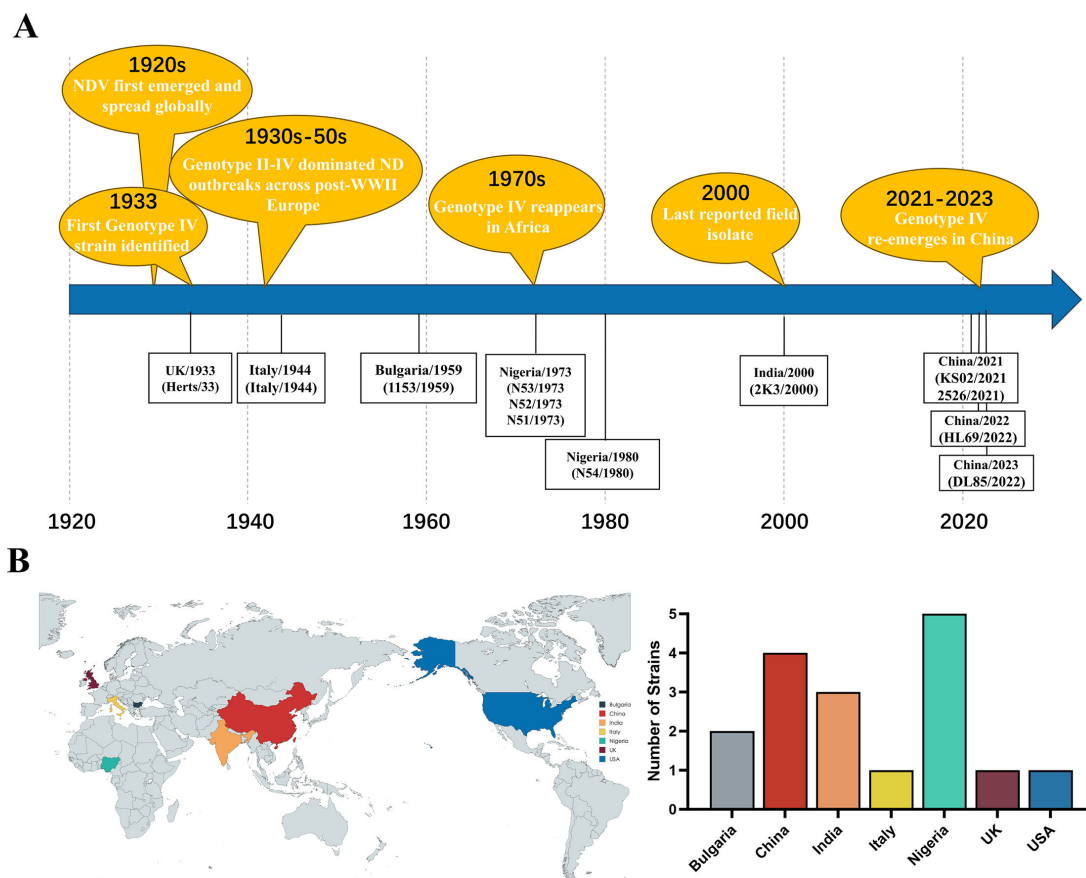 A
1920s
NDV first emerged and
spread globally
1930s-50s
Genotype II-IV dominated ND
outbreaks across post-WWII
Europe
1933
First Genotype IV
strain identified
1970s
Genotype IV reappears
in Africa
2000
Last reported field
isolate
2021-2023
Genotype IV
re-emerges in China
UK/1933
(Herts/33)
Italy/1944
(Italy/1944)
Bulgaria/1959
(1153/1959)
Nigeria/1973
(N53/1973
N52/1973
N51/1973)
Nigeria/1980
(N54/1980)
India/2000
(2K3/2000)
China/2021
(KS02/2021
2526/2021)
China/2022
(HL69/2022)
China/2023
(DL85/2022)
1920
1940
1960
1980
2000
2020
B
Bulgaria
China
India
Italy
Nigeria
UK
USA
Number of Strains
5
4
3
2
1
0
Bulgaria
China
India
Italy
Nigeria
UK
USA